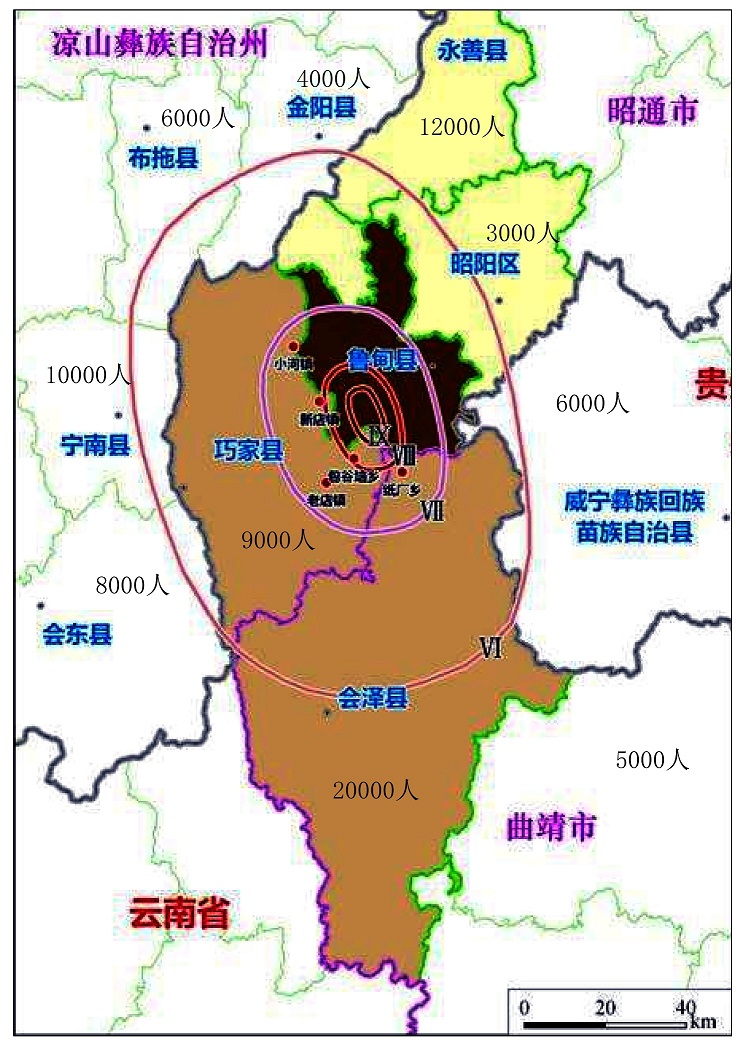 凉山彝族自治州
永善县
4000人
6000人
金阳县
昭通市
12000人
布拖县
3000人
昭阳区
小河镇
鲁甸县
10000人
贵
6000人
新店镇
宁南县
巧家县
IX
VIII
包谷垴乡
纸厂乡
老店镇
VII
威宁彝族回族
苗族自治县
9000人
8000人
会东县
VI
会泽县
5000人
20000人
曲靖市
云南省
0 20 40
km